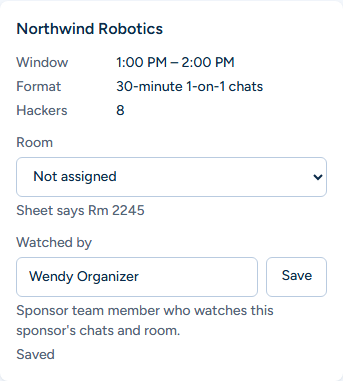 Northwind Robotics
Window 1:00 PM – 2:00 PM
Format 30-minute 1-on-1 chats
Hackers 8
Room
Not assigned
Sheet says Rm 2245
Watched by
Wendy Organizer Save
Sponsor team member who watches this
sponsor's chats and room.
Saved